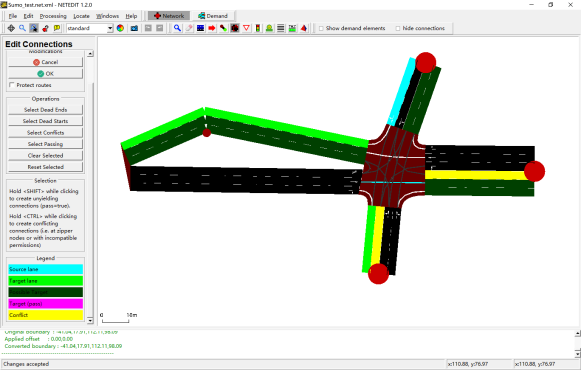 Sumo_test.net.xml - NETEDIT 1.2.0
File Edit Processing Locate Windows Help Network Demand
standard Show demand elements hide connections
Edit Connections
Modifications
Cancel
OK
Protect routes
Operations
Select Dead Ends
Select Dead Starts
Select Conflicts
Select Passing
Clear Selected
Reset Selected
Selection
Hold <SHIFT> while clicking
to create unyielding
connections (pass=true).
Hold <CTRL> while clicking
to create conflicting
connections (i.e. at zipper
nodes or with incompatible
permissions)
Legend
Source lane
Target lane
Target (pass)
Conflict
0 10m
Original boundary : -41.04,17.91,112.11,98.09
Applied offset : 0.00,0.00
Converted boundary : -41.04,17.91,112.11,98.09
Changes accepted
x:110.88, y:76.97 x:110.88, y:76.97